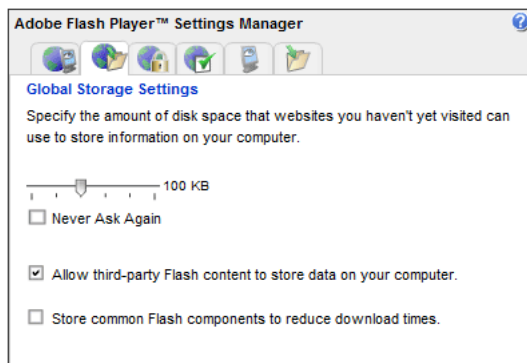 Adobe Flash Player™ Settings Manager
Global Storage Settings
Specify the amount of disk space that websites you haven't yet visited can
use to store information on your computer.
100 KB
Never Ask Again
Allow third-party Flash content to store data on your computer.
Store common Flash components to reduce download times.